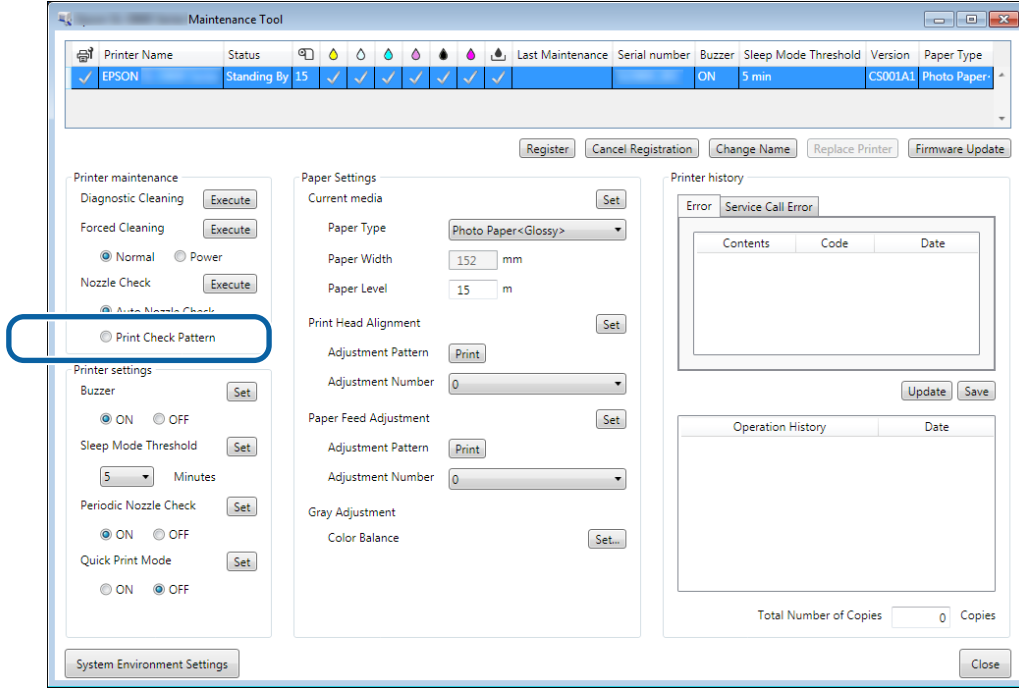 Maintenance Tool
Printer Name Status Last Maintenance Serial number Buzzer Sleep Mode Threshold Version Paper Type
EPSON Standing By 15 ON 5 min CS001A1 Photo Paper
Register Cancel Registration Change Name Replace Printer Firmware Update
Printer maintenance
Diagnostic Cleaning Execute
Forced Cleaning Execute
Normal Power
Nozzle Check Execute
Auto Nozzle Check
Print Check Pattern
Printer settings
Buzzer Set
ON OFF
Sleep Mode Threshold Set
5 Minutes
Periodic Nozzle Check Set
ON OFF
Quick Print Mode Set
ON OFF
Paper Settings
Current media Set
Paper Type Photo Paper<Glossy>
Paper Width 152 mm
Paper Level 15 m
Print Head Alignment Set
Adjustment Pattern Print
Adjustment Number 0
Paper Feed Adjustment Set
Adjustment Pattern Print
Adjustment Number 0
Gray Adjustment
Color Balance Set...
Printer history
Error Service Call Error
Contents Code Date
Update Save
Operation History Date
Total Number of Copies 0 Copies
System Environment Settings Close